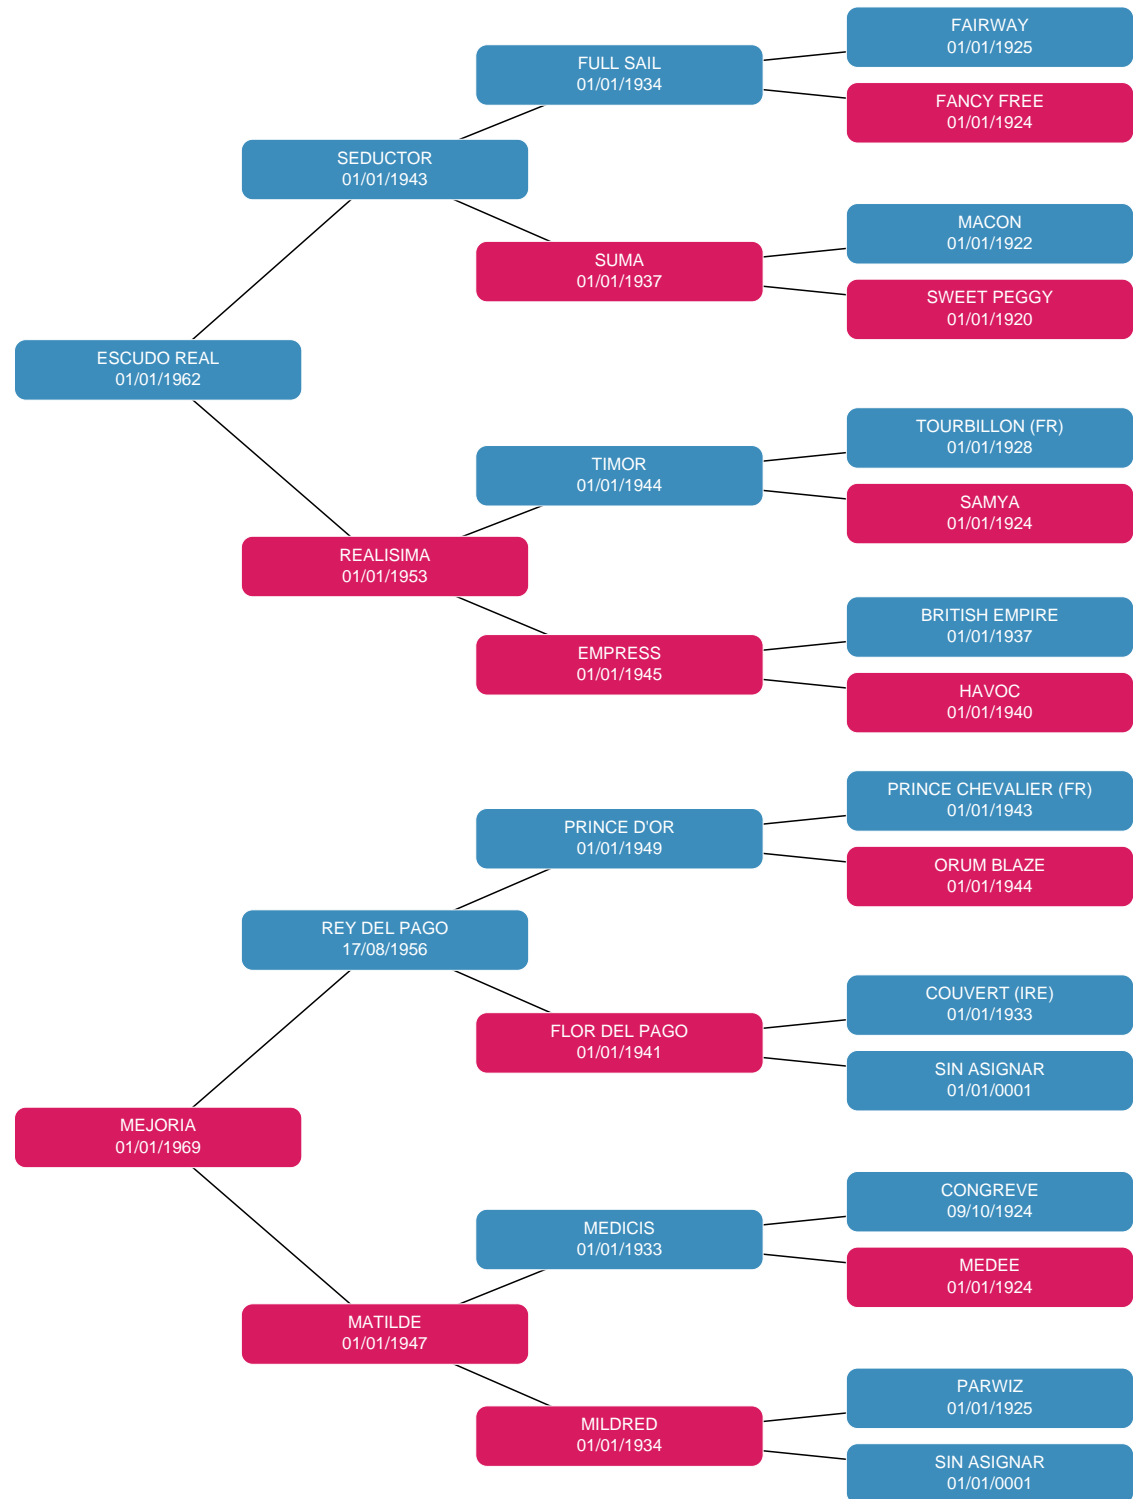 FAIRWAY
01/01/1925
FULL SAIL
01/01/1934
FANCY FREE
01/01/1924
SEDUCTOR
01/01/1943
MACON
01/01/1922
SUMA
01/01/1937
SWEET PEGGY
01/01/1920
ESCUDO REAL
01/01/1962
TOURBILLON (FR)
01/01/1928
TIMOR
01/01/1944
SAMYA
01/01/1924
REALISIMA
01/01/1953
BRITISH EMPIRE
01/01/1937
EMPRESS
01/01/1945
HAVOC
01/01/1940
PRINCE CHEVALIER (FR)
01/01/1943
PRINCE D'OR
01/01/1949
ORUM BLAZE
01/01/1944
REY DEL PAGO
17/08/1956
COUVERT (IRE)
01/01/1933
FLOR DEL PAGO
01/01/1941
SIN ASIGNAR
01/01/0001
MEJORIA
01/01/1969
CONGREVE
09/10/1924
MEDICIS
01/01/1933
MEDEE
01/01/1924
MATILDE
01/01/1947
PARWIZ
01/01/1925
MILDRED
01/01/1934
SIN ASIGNAR
01/01/0001